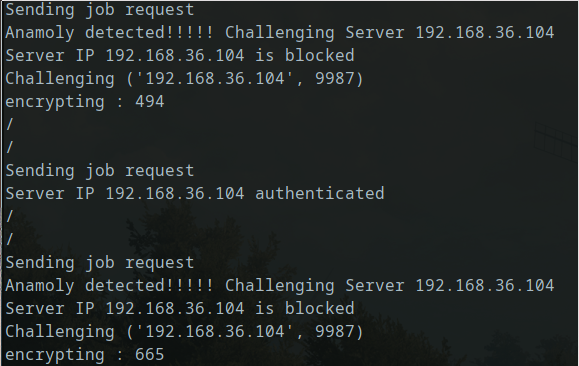 Sending job request
Anamoly detected!!!!! Challenging Server 192.168.36.104
Server IP 192.168.36.104 is blocked
Challenging ('192.168.36.104', 9987)
encrypting : 494
/
/
Sending job request
Server IP 192.168.36.104 authenticated
/
/
Sending job request
Anamoly detected!!!!! Challenging Server 192.168.36.104
Server IP 192.168.36.104 is blocked
Challenging ('192.168.36.104', 9987)
encrypting : 665